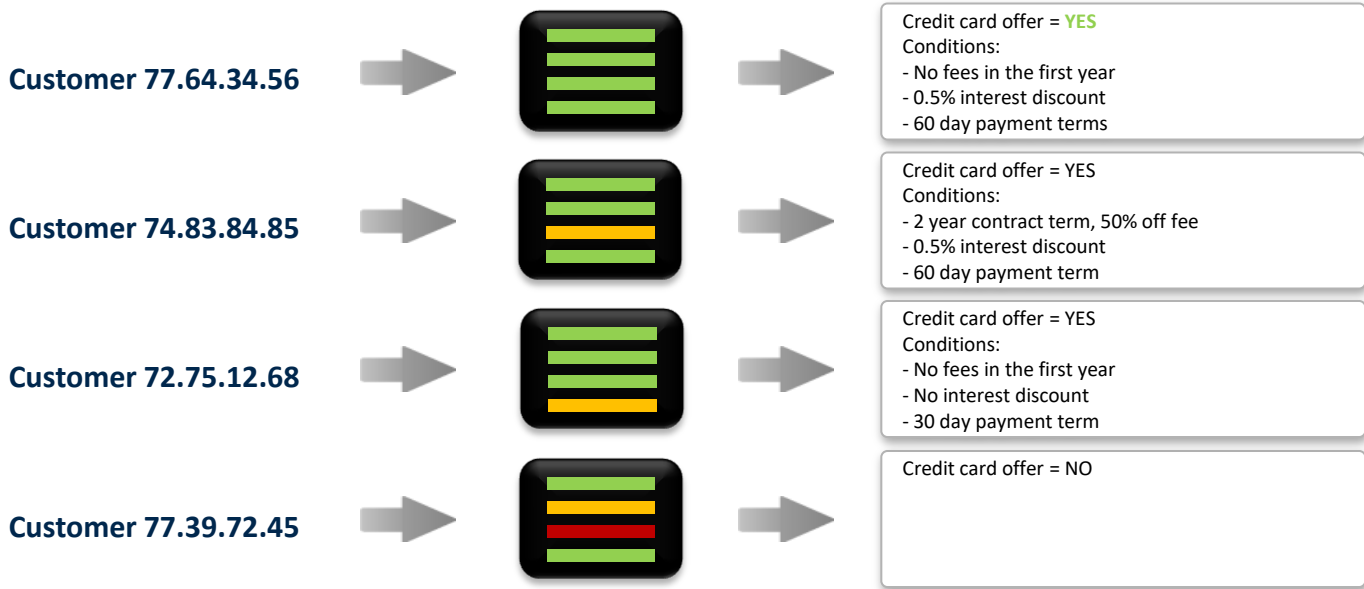 Customer 77.64.34.56
Credit card offer = YES
Conditions:
- No fees in the first year
- 0.5% interest discount
- 60 day payment terms
Customer 74.83.84.85
Credit card offer = YES
Conditions:
- 2 year contract term, 50% off fee
- 0.5% interest discount
- 60 day payment term
Customer 72.75.12.68
Credit card offer = YES
Conditions:
- No fees in the first year
- No interest discount
- 30 day payment term
Customer 77.39.72.45
Credit card offer = NO